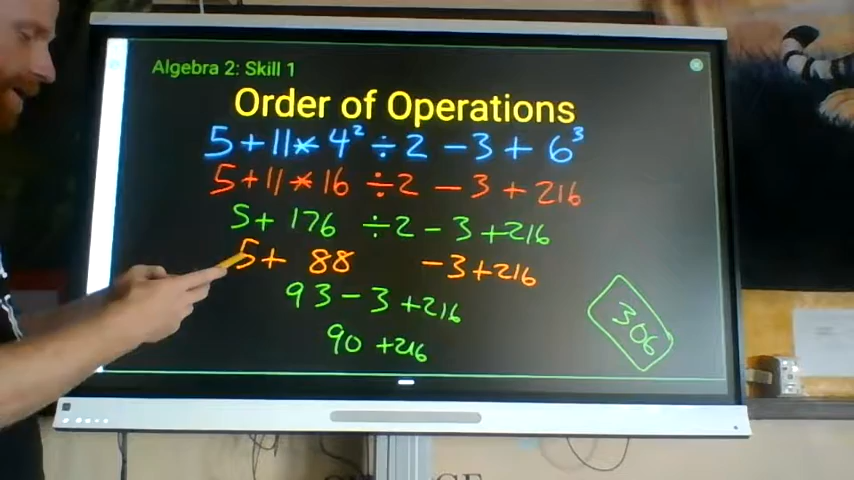 Algebra 2: Skill 1
Order of Operations
5+11*4² ÷2 -3+6³
5+11*16 ÷2 -3+216
5+176 ÷2-3+216
5+88 -3+216
93-3+216
90+216
306